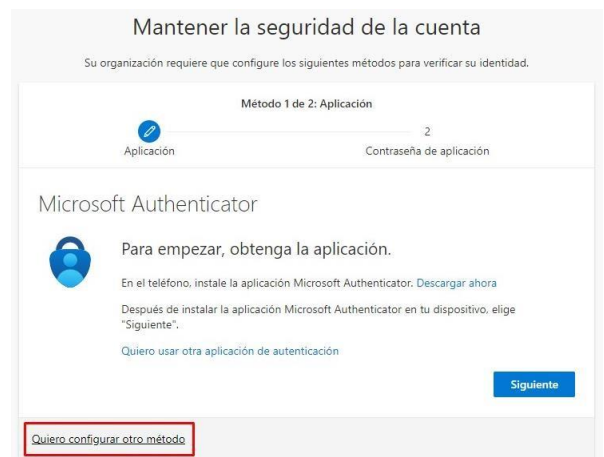 Mantener la seguridad de la cuenta
Su organización requiere que configure los siguientes métodos para verificar su identidad.
Método 1 de 2: Aplicación
2
Aplicación
Contraseña de aplicación
Microsoft Authenticator
Para empezar, obtenga la aplicación.
En el teléfono, instale la aplicación Microsoft Authenticator. Descargar ahora
Después de instalar la aplicación Microsoft Authenticator en tu dispositivo, elige
"Siguiente".
Quiero usar otra aplicación de autenticación
Siguiente
Quiero configurar otro método